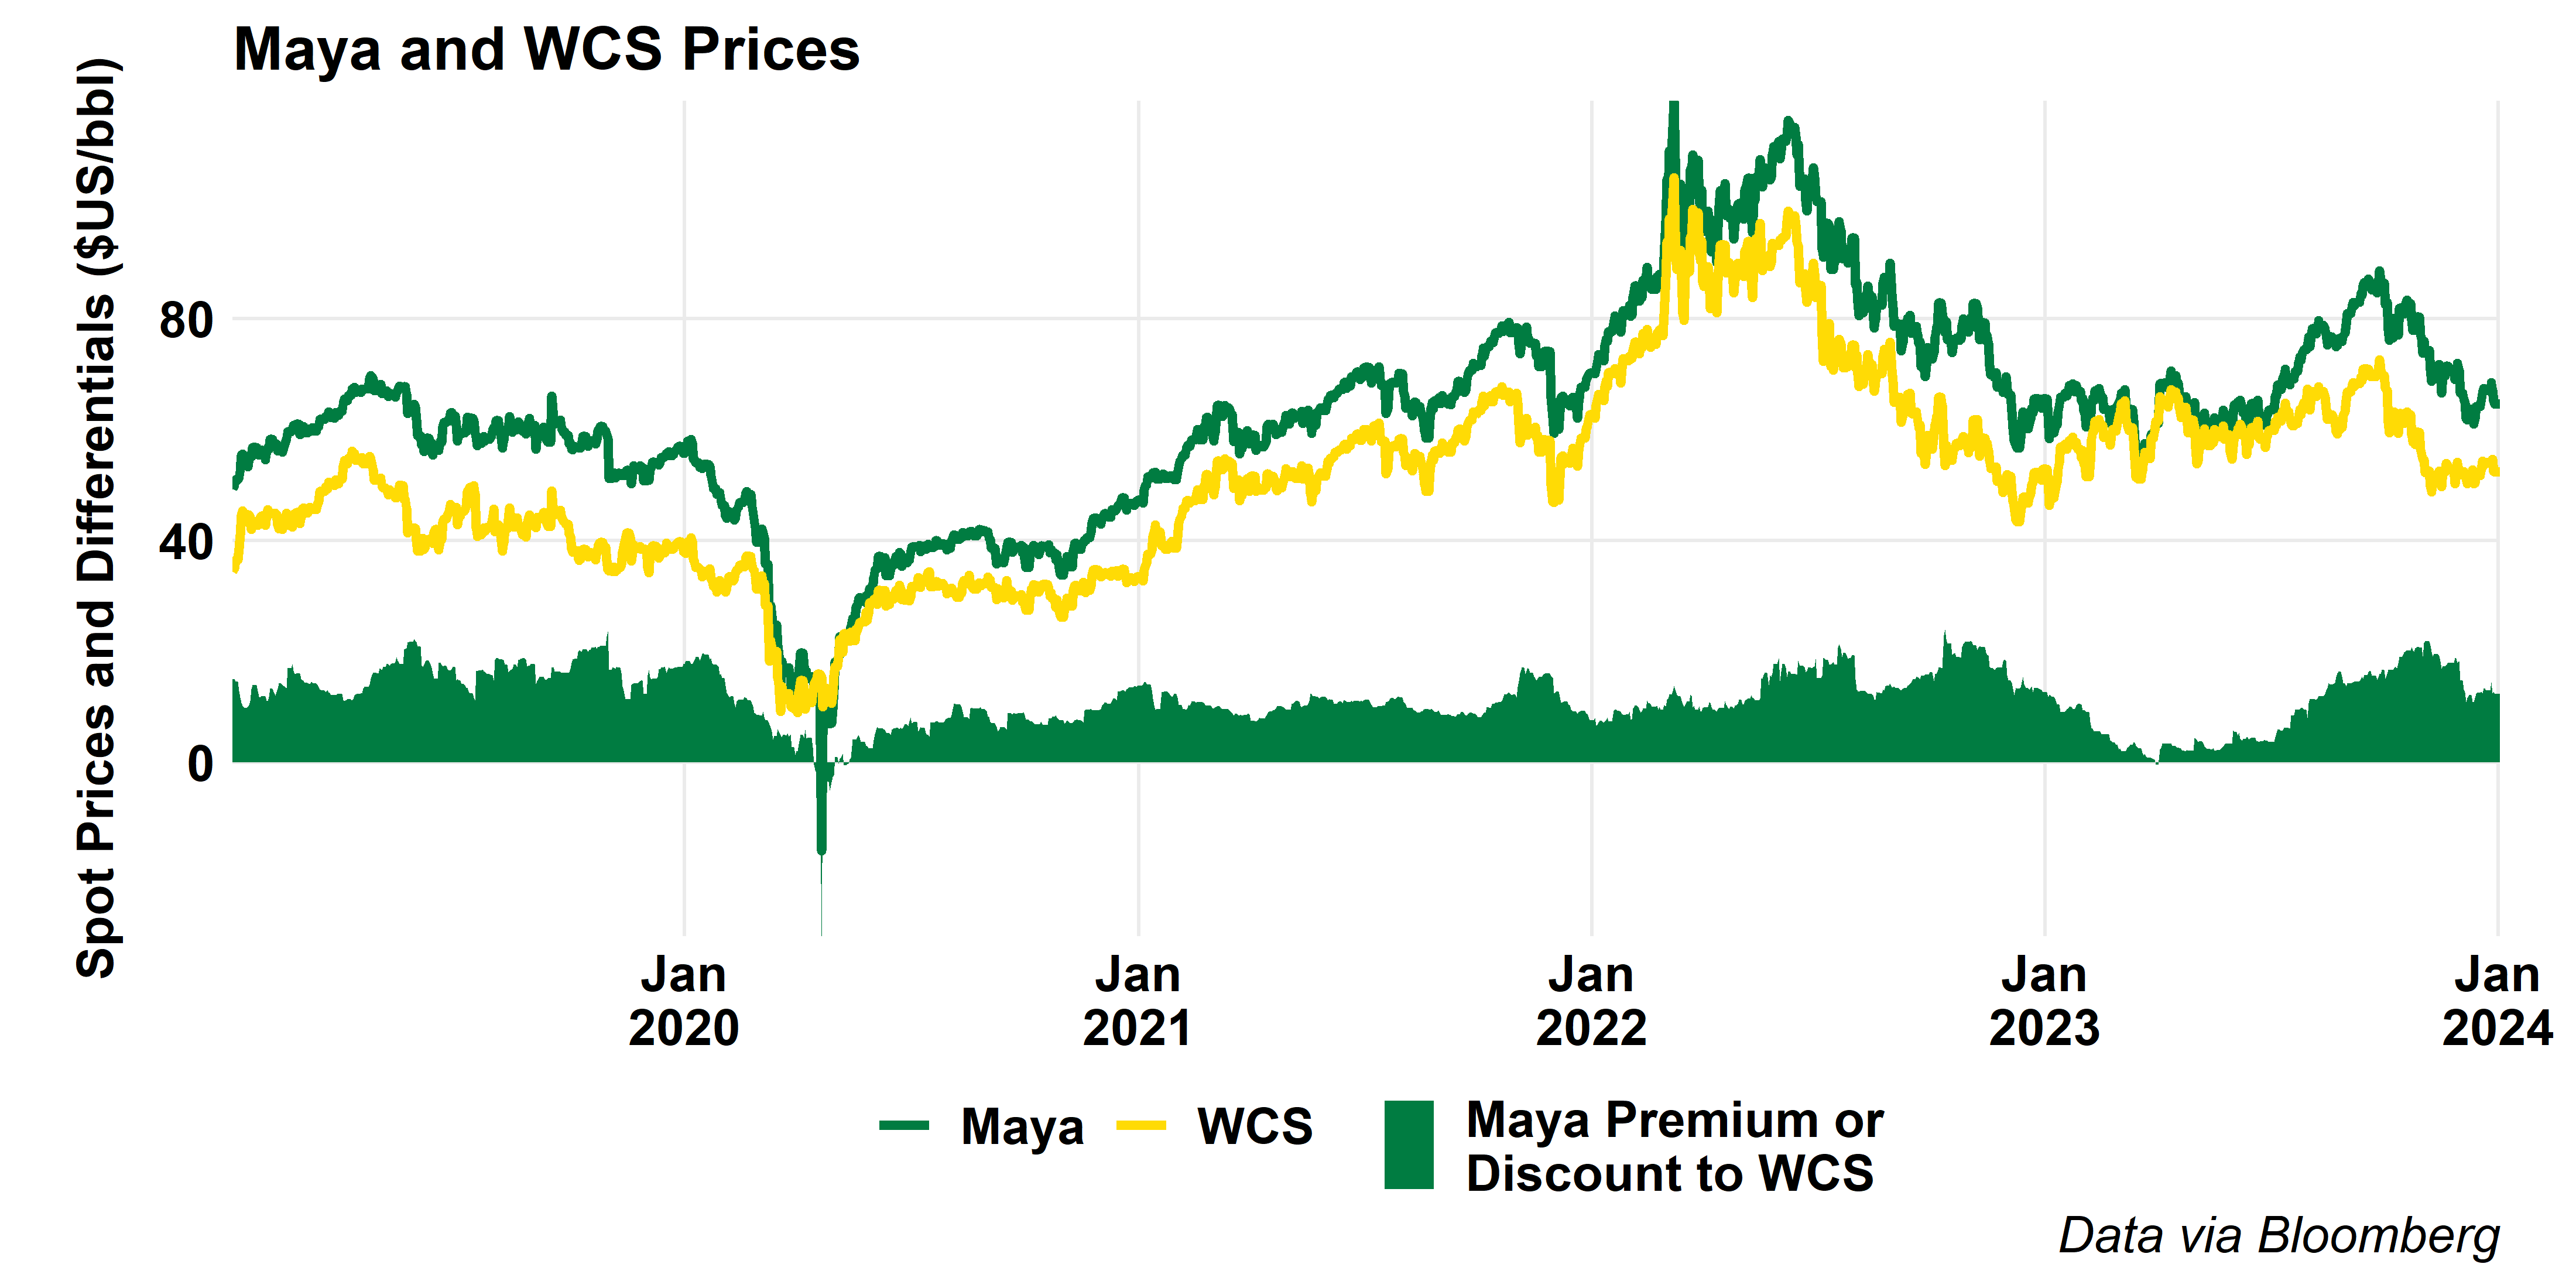 Maya and WCS Prices
Spot Prices and Differentials ($US/bbl)
80
40
0
Jan
2020
Jan
2021
Jan
2022
Jan
2023
Jan
2024
Maya
WCS
Maya Premium or
Discount to WCS
Data via Bloomberg